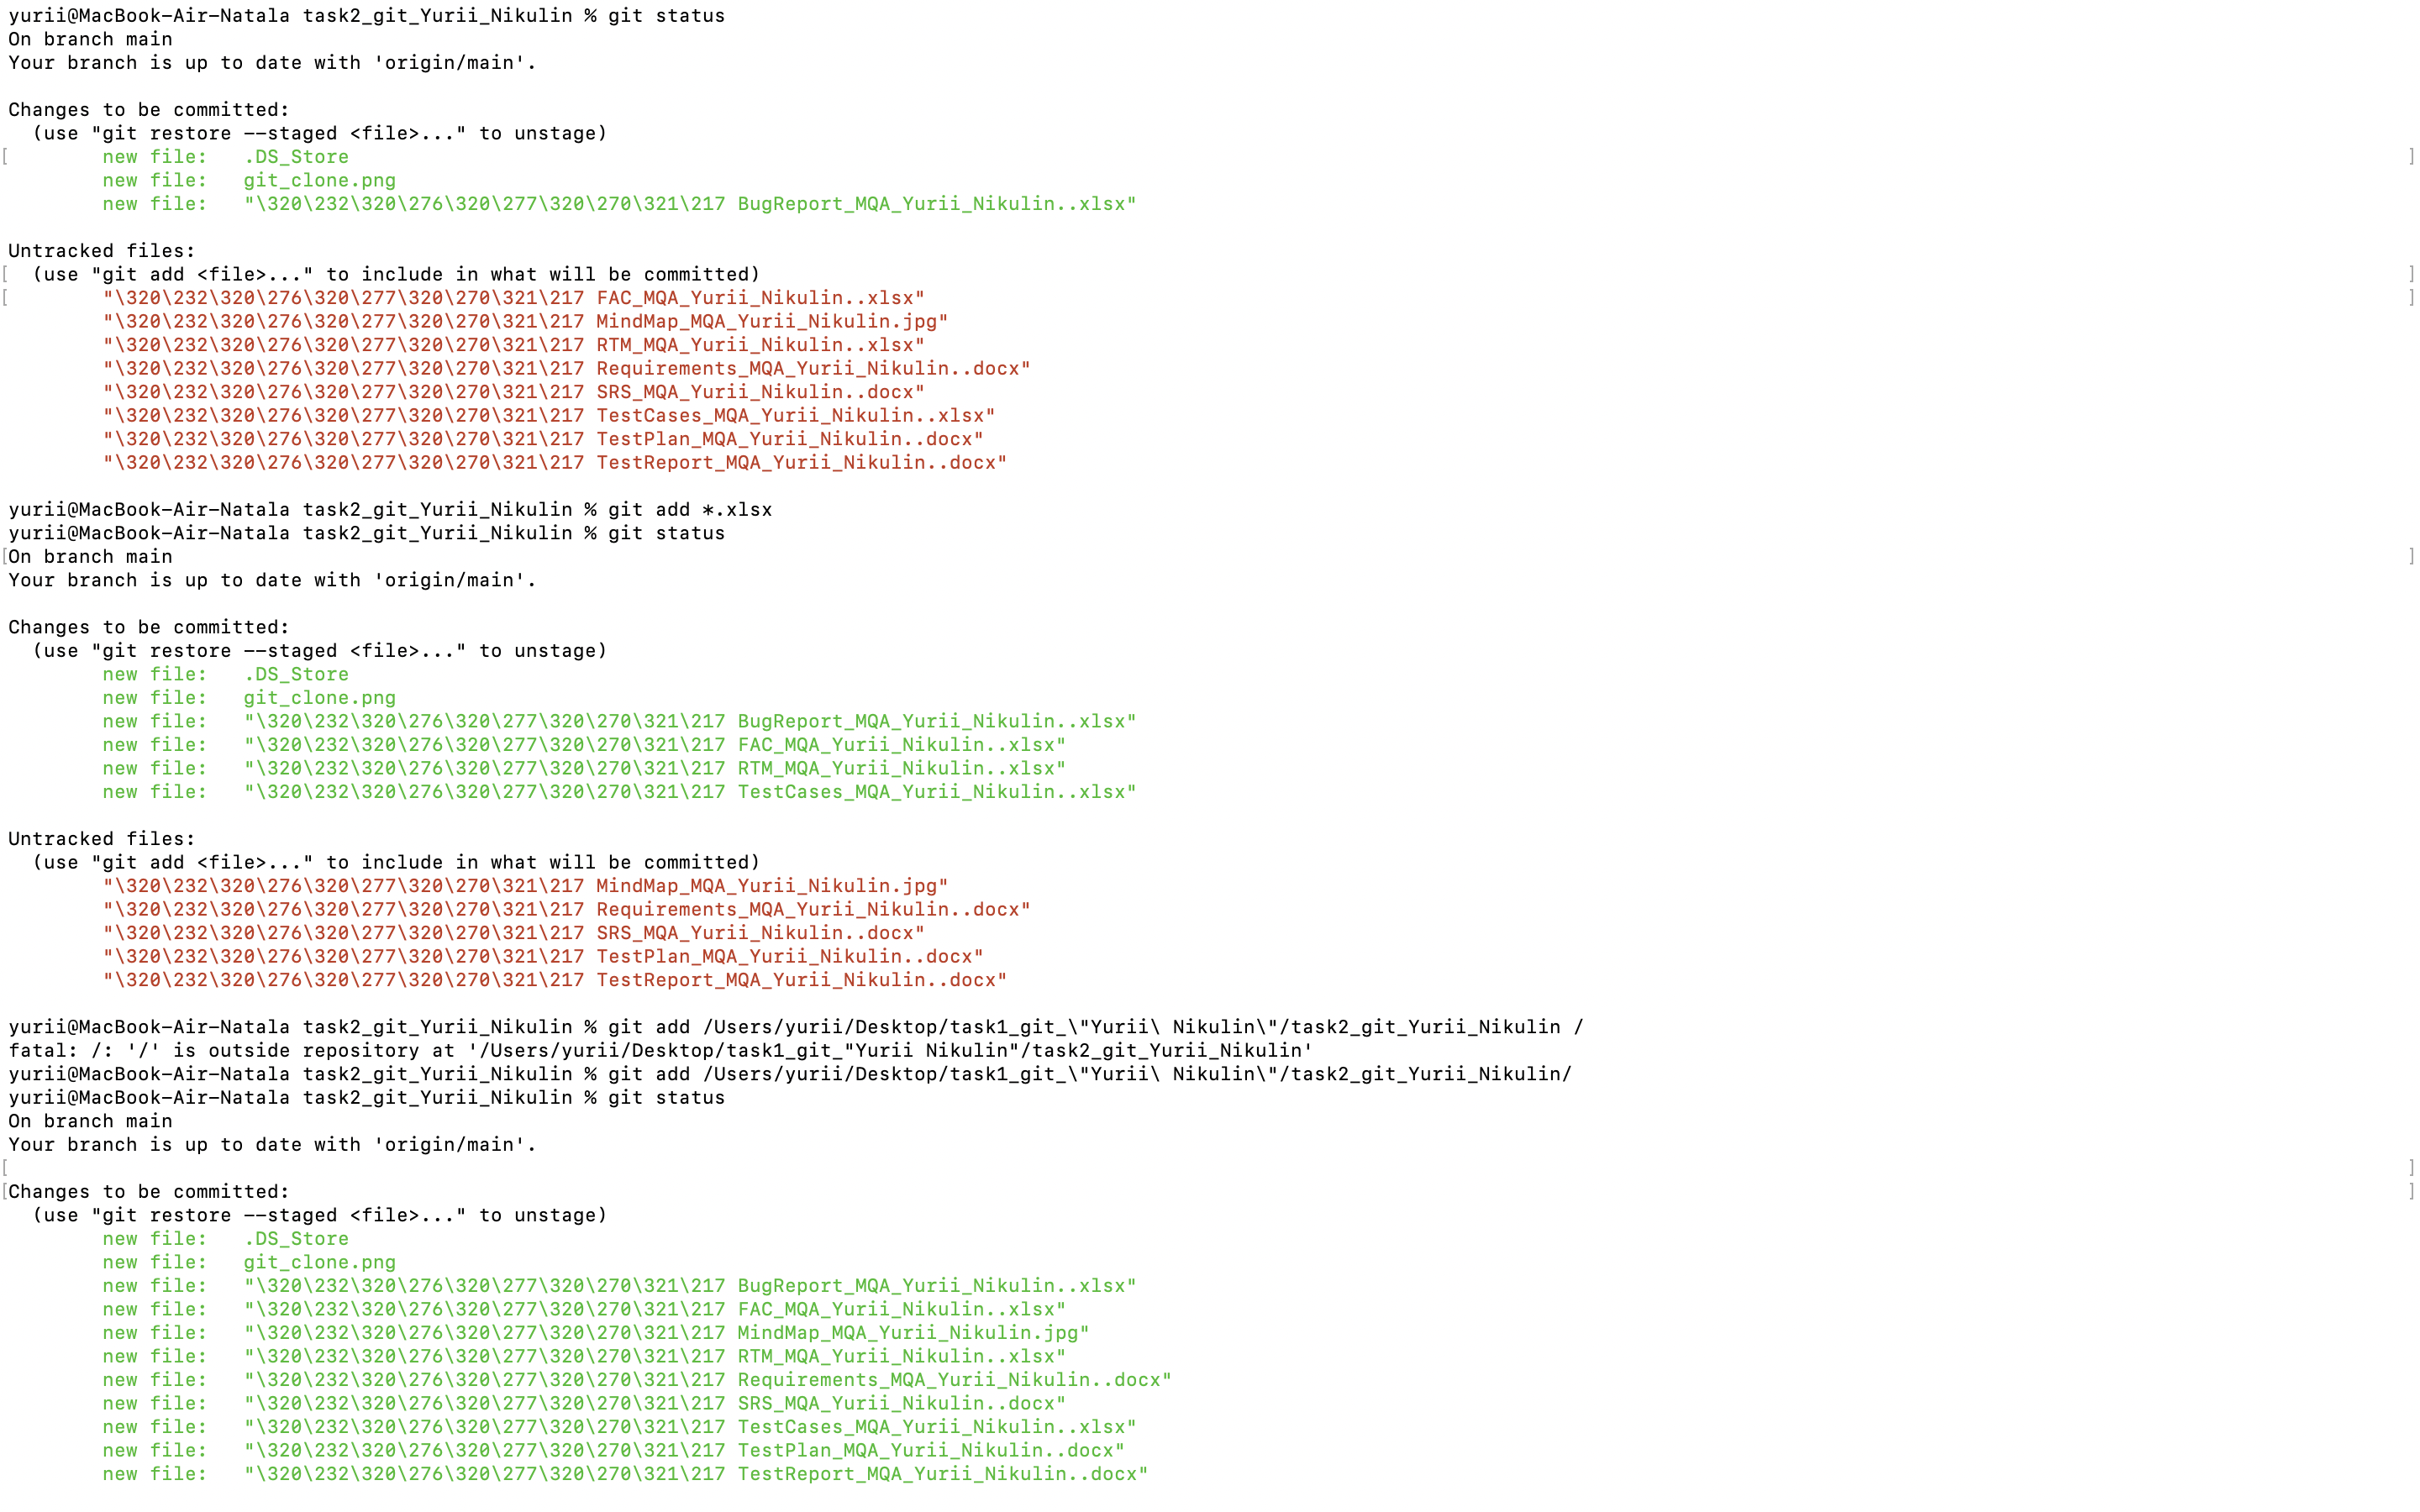 yurii@MacBook-Air-Natala task2_git_Yurii_Nikulin % git status
On branch main
Your branch is up to date with 'origin/main'.

Changes to be committed:
  (use "git restore --staged <file>..." to unstage)
[       new file:   .DS_Store ]
        new file:   git_clone.png
        new file:   "\320\232\320\276\320\277\320\270\321\217 BugReport_MQA_Yurii_Nikulin..xlsx"

Untracked files:
[ (use "git add <file>..." to include in what will be committed) ]
[       "\320\232\320\276\320\277\320\270\321\217 FAC_MQA_Yurii_Nikulin..xlsx" ]
        "\320\232\320\276\320\277\320\270\321\217 MindMap_MQA_Yurii_Nikulin.jpg"
        "\320\232\320\276\320\277\320\270\321\217 RTM_MQA_Yurii_Nikulin..xlsx"
        "\320\232\320\276\320\277\320\270\321\217 Requirements_MQA_Yurii_Nikulin..docx"
        "\320\232\320\276\320\277\320\270\321\217 SRS_MQA_Yurii_Nikulin..docx"
        "\320\232\320\276\320\277\320\270\321\217 TestCases_MQA_Yurii_Nikulin..xlsx"
        "\320\232\320\276\320\277\320\270\321\217 TestPlan_MQA_Yurii_Nikulin..docx"
        "\320\232\320\276\320\277\320\270\321\217 TestReport_MQA_Yurii_Nikulin..docx"

yurii@MacBook-Air-Natala task2_git_Yurii_Nikulin % git add *.xlsx
yurii@MacBook-Air-Natala task2_git_Yurii_Nikulin % git status
[On branch main ]
Your branch is up to date with 'origin/main'.

Changes to be committed:
  (use "git restore --staged <file>..." to unstage)
        new file:   .DS_Store
        new file:   git_clone.png
        new file:   "\320\232\320\276\320\277\320\270\321\217 BugReport_MQA_Yurii_Nikulin..xlsx"
        new file:   "\320\232\320\276\320\277\320\270\321\217 FAC_MQA_Yurii_Nikulin..xlsx"
        new file:   "\320\232\320\276\320\277\320\270\321\217 RTM_MQA_Yurii_Nikulin..xlsx"
        new file:   "\320\232\320\276\320\277\320\270\321\217 TestCases_MQA_Yurii_Nikulin..xlsx"

Untracked files:
  (use "git add <file>..." to include in what will be committed)
        "\320\232\320\276\320\277\320\270\321\217 MindMap_MQA_Yurii_Nikulin.jpg"
        "\320\232\320\276\320\277\320\270\321\217 Requirements_MQA_Yurii_Nikulin..docx"
        "\320\232\320\276\320\277\320\270\321\217 SRS_MQA_Yurii_Nikulin..docx"
        "\320\232\320\276\320\277\320\270\321\217 TestPlan_MQA_Yurii_Nikulin..docx"
        "\320\232\320\276\320\277\320\270\321\217 TestReport_MQA_Yurii_Nikulin..docx"

yurii@MacBook-Air-Natala task2_git_Yurii_Nikulin % git add /Users/yurii/Desktop/task1_git_\"Yurii\ Nikulin\"/task2_git_Yurii_Nikulin /
fatal: /: '/' is outside repository at '/Users/yurii/Desktop/task1_git_"Yurii Nikulin"/task2_git_Yurii_Nikulin'
yurii@MacBook-Air-Natala task2_git_Yurii_Nikulin % git add /Users/yurii/Desktop/task1_git_\"Yurii\ Nikulin\"/task2_git_Yurii_Nikulin/
yurii@MacBook-Air-Natala task2_git_Yurii_Nikulin % git status
On branch main
Your branch is up to date with 'origin/main'.
[ ]
[Changes to be committed: ]
  (use "git restore --staged <file>..." to unstage)
        new file:   .DS_Store
        new file:   git_clone.png
        new file:   "\320\232\320\276\320\277\320\270\321\217 BugReport_MQA_Yurii_Nikulin..xlsx"
        new file:   "\320\232\320\276\320\277\320\270\321\217 FAC_MQA_Yurii_Nikulin..xlsx"
        new file:   "\320\232\320\276\320\277\320\270\321\217 MindMap_MQA_Yurii_Nikulin.jpg"
        new file:   "\320\232\320\276\320\277\320\270\321\217 RTM_MQA_Yurii_Nikulin..xlsx"
        new file:   "\320\232\320\276\320\277\320\270\321\217 Requirements_MQA_Yurii_Nikulin..docx"
        new file:   "\320\232\320\276\320\277\320\270\321\217 SRS_MQA_Yurii_Nikulin..docx"
        new file:   "\320\232\320\276\320\277\320\270\321\217 TestCases_MQA_Yurii_Nikulin..xlsx"
        new file:   "\320\232\320\276\320\277\320\270\321\217 TestPlan_MQA_Yurii_Nikulin..docx"
        new file:   "\320\232\320\276\320\277\320\270\321\217 TestReport_MQA_Yurii_Nikulin..docx"